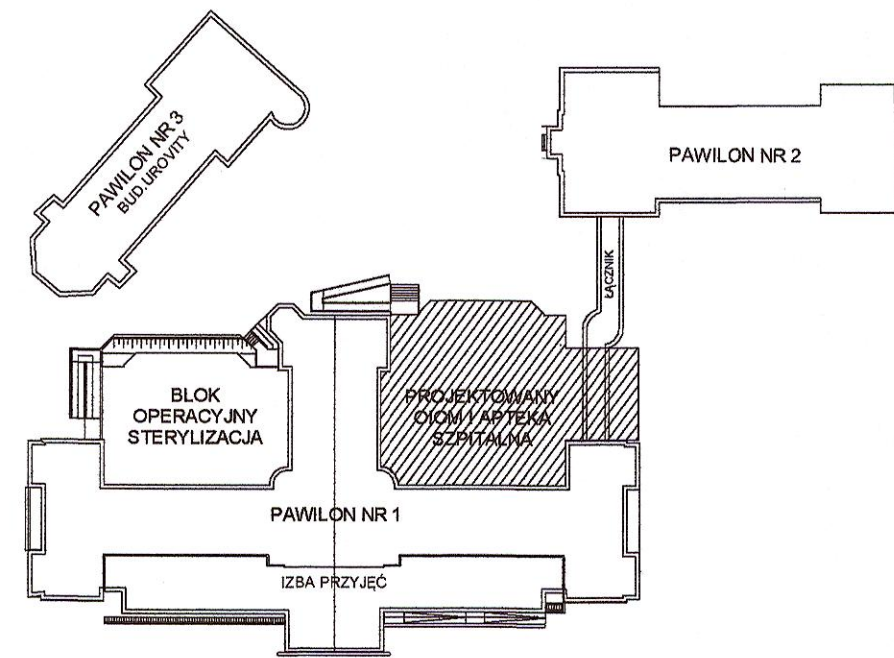 PAWILON NR 3
BUD.UROVITY
PAWILON NR 2
ŁĄCZNIK
BLOK
OPERACYJNY
STERYLIZACJA
PROJEKTOWANY
OIOM I APTEKA
SZPITALNA
PAWILON NR 1
IZBA PRZYJĘĆ